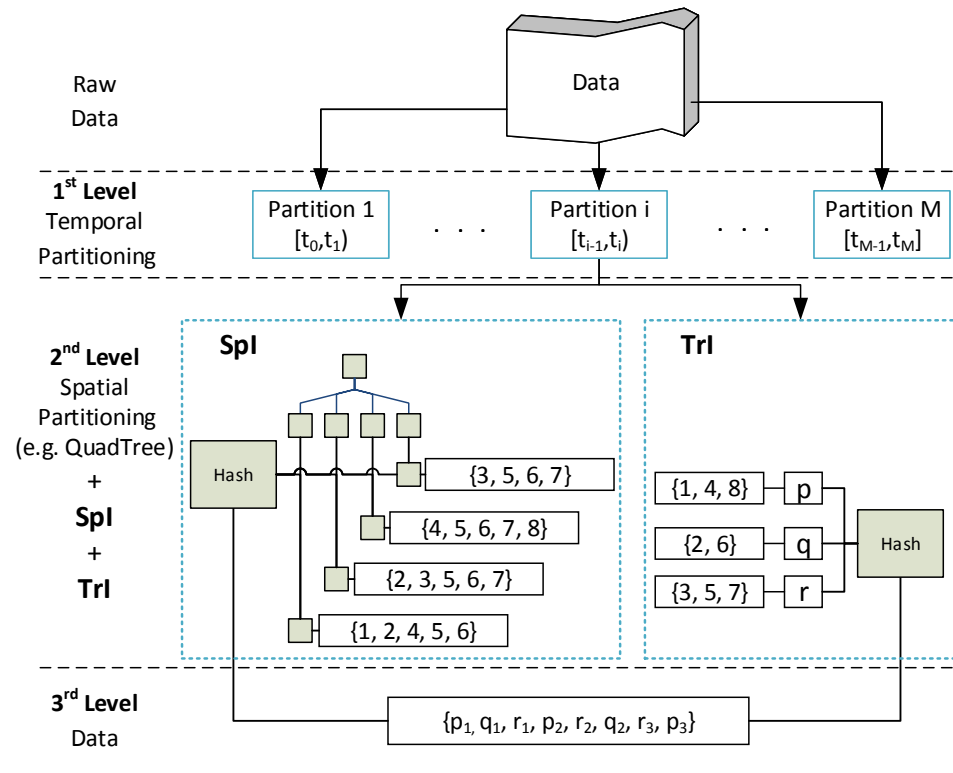 Data
Raw
Data
1st Level
Temporal
Partitioning
Partition 1
[t0,t1)
. . .
Partition i
[ti-1,ti)
. . .
Partition M
[tM-1,tM]
2nd Level
Spatial
Partitioning
(e.g. QuadTree)
+
SpI
+
TrI
SpI
Hash
{3, 5, 6, 7}
{4, 5, 6, 7, 8}
{2, 3, 5, 6, 7}
{1, 2, 4, 5, 6}
TrI
{1, 4, 8} p
{2, 6} q
{3, 5, 7} r
Hash
3rd Level
Data
{p1, q1, r1, p2, r2, q2, r3, p3}